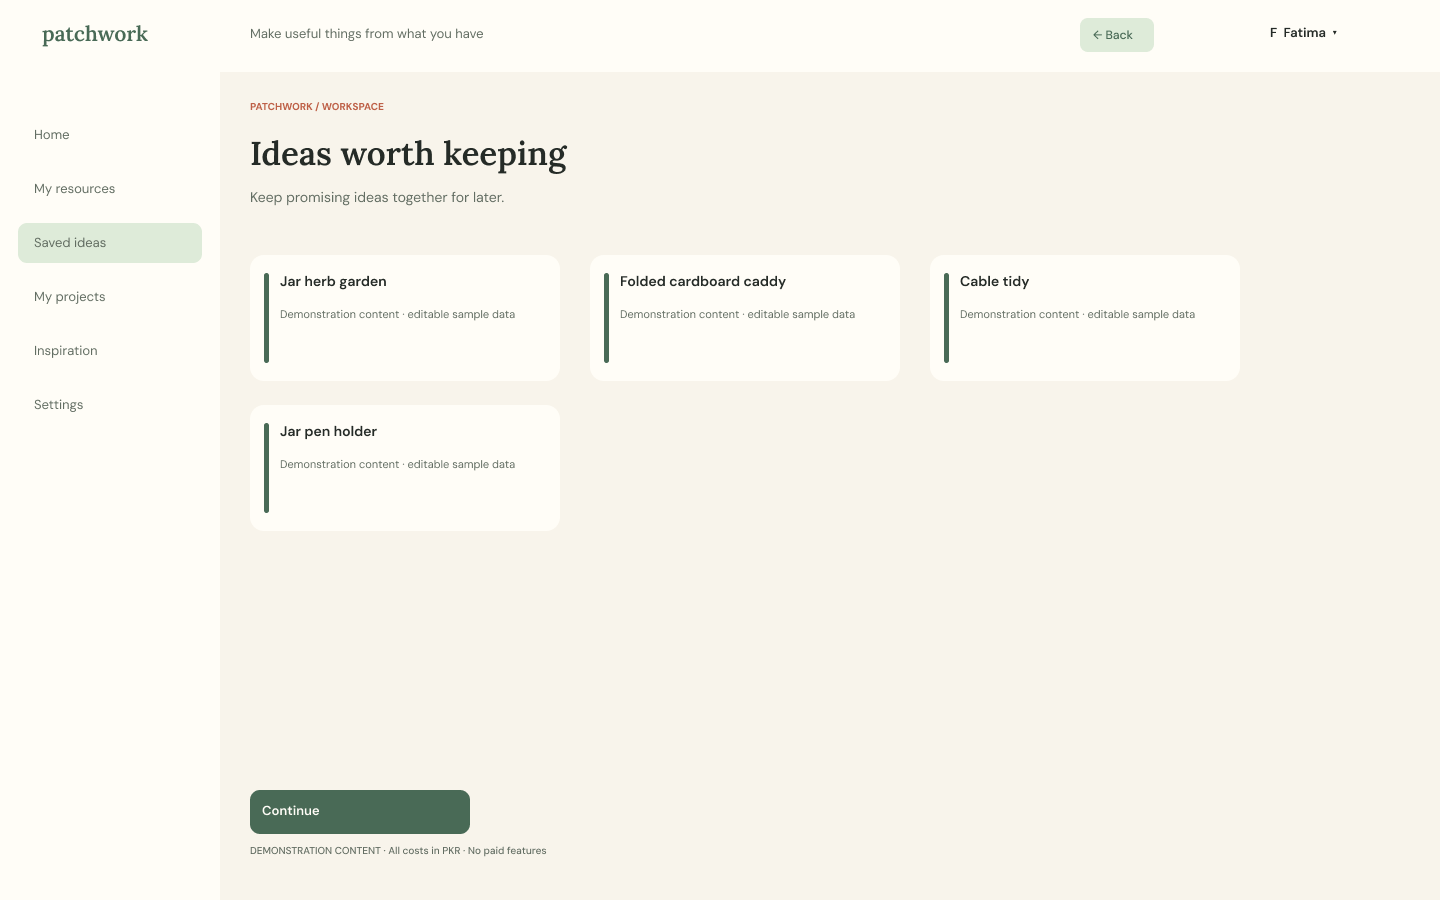 patchwork
Make useful things from what you have
← Back
F Fatima ▾
Home
My resources
Saved ideas
My projects
Inspiration
Settings
PATCHWORK / WORKSPACE
Ideas worth keeping
Keep promising ideas together for later.
Jar herb garden
Demonstration content · editable sample data
Folded cardboard caddy
Demonstration content · editable sample data
Cable tidy
Demonstration content · editable sample data
Jar pen holder
Demonstration content · editable sample data
Continue
DEMONSTRATION CONTENT · All costs in PKR · No paid features